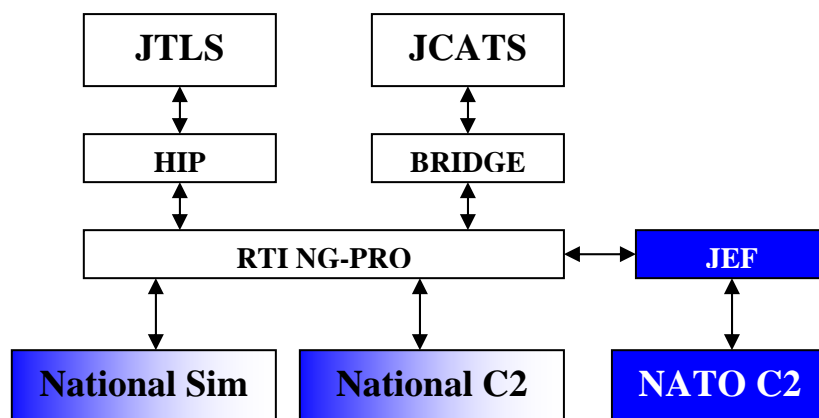 JTLS
JCATS
HIP
BRIDGE
RTI NG-PRO
JEF
National Sim
National C2
NATO C2